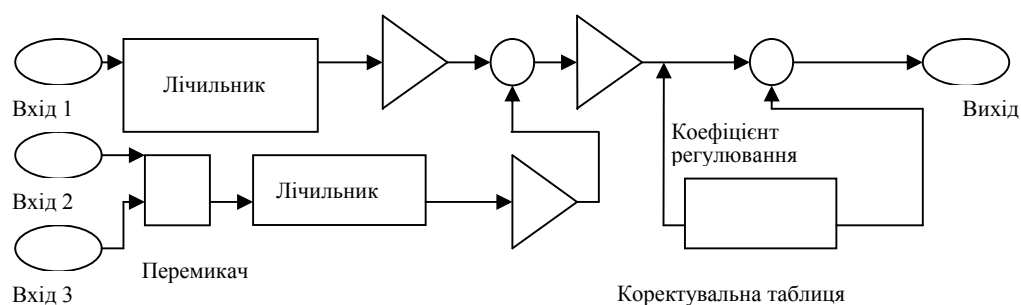 Лічильник
Вхід 1
Вихід
Коефіцієнт
регулювання
Лічильник
Вхід 2
Перемикач
Вхід 3
Коректувальна таблиця